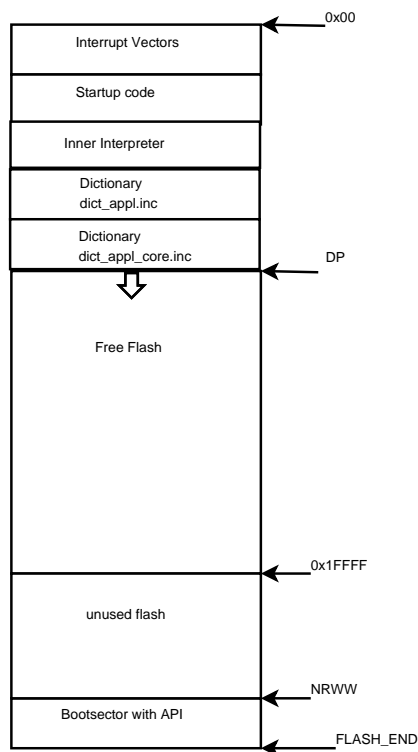 0x00
Interrupt Vectors
Startup code
Inner Interpreter
Dictionary
dict_appl.inc
Dictionary
dict_appl_core.inc
DP
Free Flash
0x1FFFF
unused flash
NRWW
Bootsector with API
FLASH_END